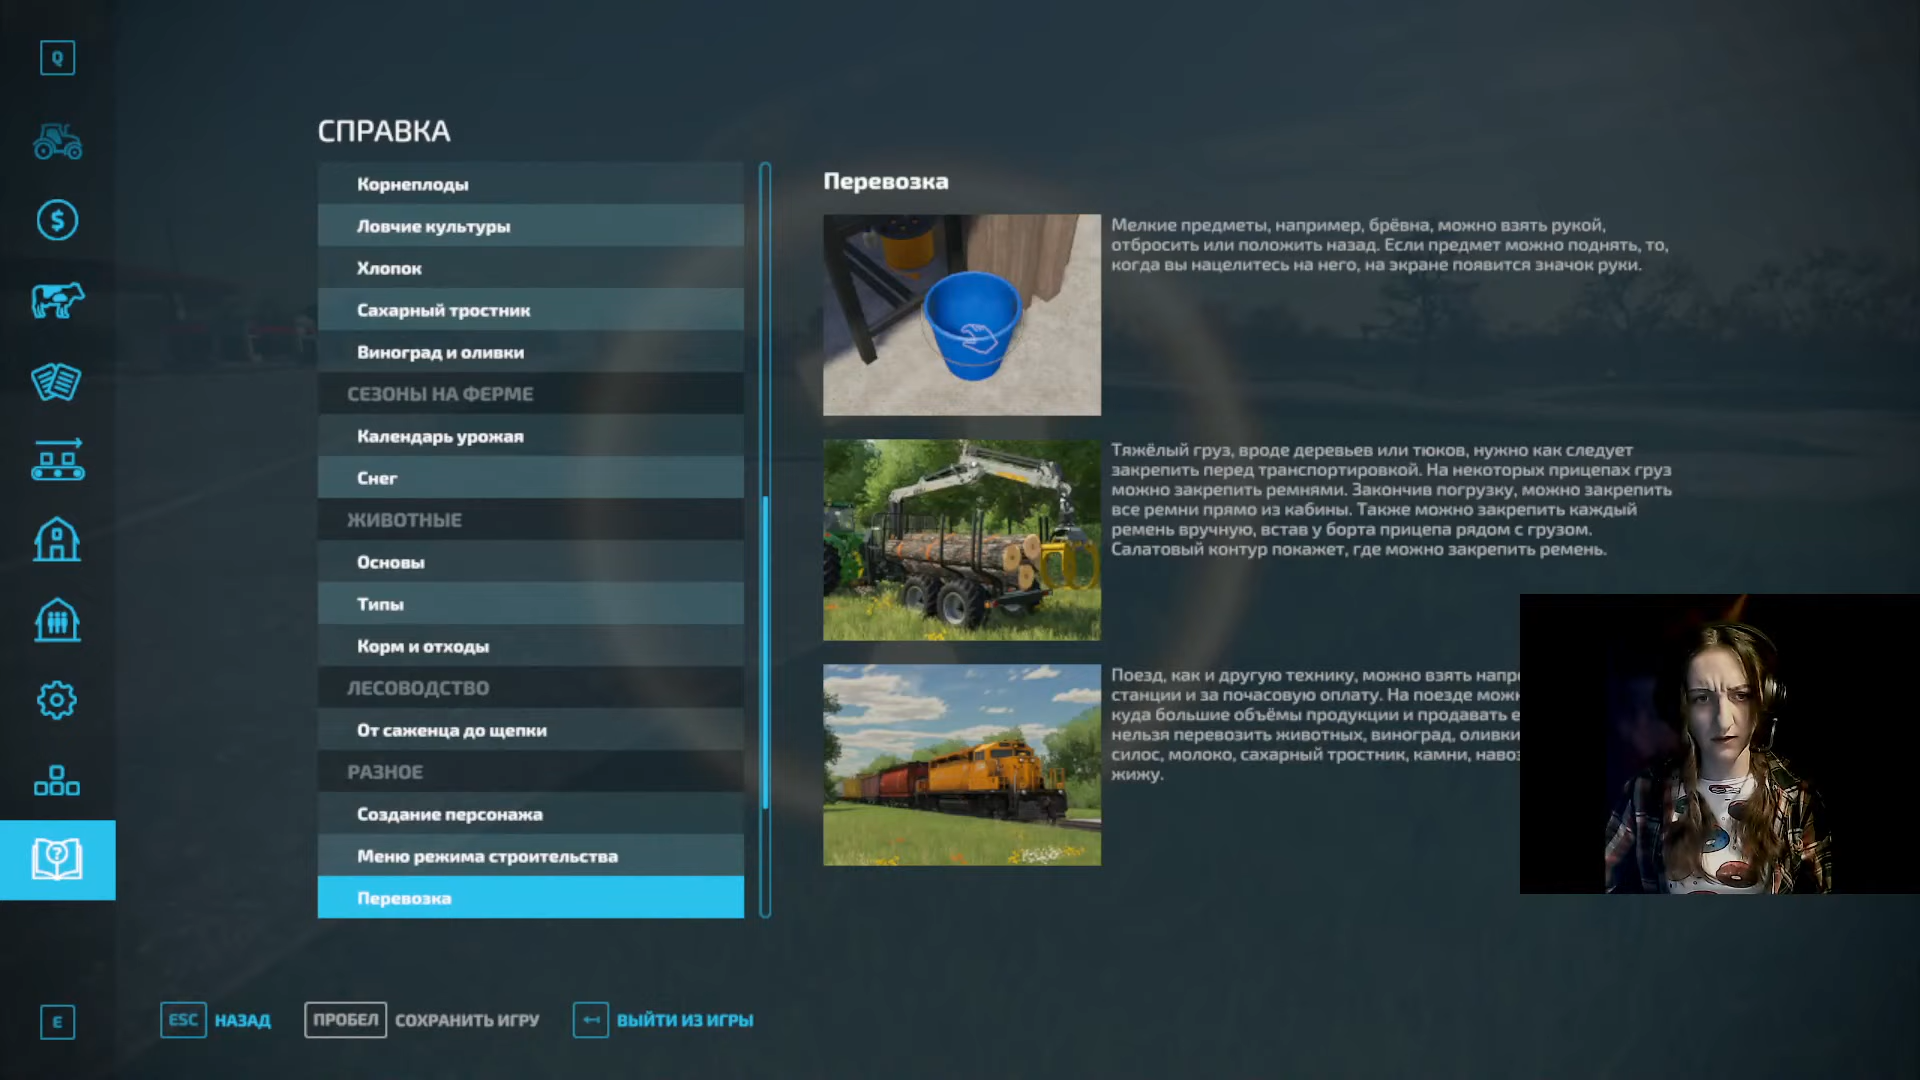 Q
СПРАВКА
Корнеплоды
Ловчие культуры
Хлопок
Сахарный тростник
Виноград и оливки
СЕЗОНЫ НА ФЕРМЕ
Календарь урожая
Снег
ЖИВОТНЫЕ
Основы
Типы
Корм и отходы
ЛЕСОВОДСТВО
От саженца до щепки
РАЗНОЕ
Создание персонажа
Меню режима строительства
Перевозка
Перевозка
Мелкие предметы, например, брёвна, можно взять рукой,
отбросить или положить назад. Если предмет можно поднять, то,
когда вы нацелитесь на него, на экране появится значок руки.
Тяжёлый груз, вроде деревьев или тюков, нужно как следует
закрепить перед транспортировкой. На некоторых прицепах груз
можно закрепить ремнями. Закончив погрузку, можно закрепить
все ремни прямо из кабины. Также можно закрепить каждый
ремень вручную, встав у борта прицепа рядом с грузом.
Салатовый контур покажет, где можно закрепить ремень.
Поезд, как и другую технику, можно взять
станции и за почасовую оплату. На поезде
куда большие объёмы продукции и продавать
нельзя перевозить животных, виноград, оливки
силос, молоко, сахарный тростник, камни,
жижу.
E
ESC НАЗАД
ПРОБЕЛ СОХРАНИТЬ ИГРУ
ВЫЙТИ ИЗ ИГРЫ